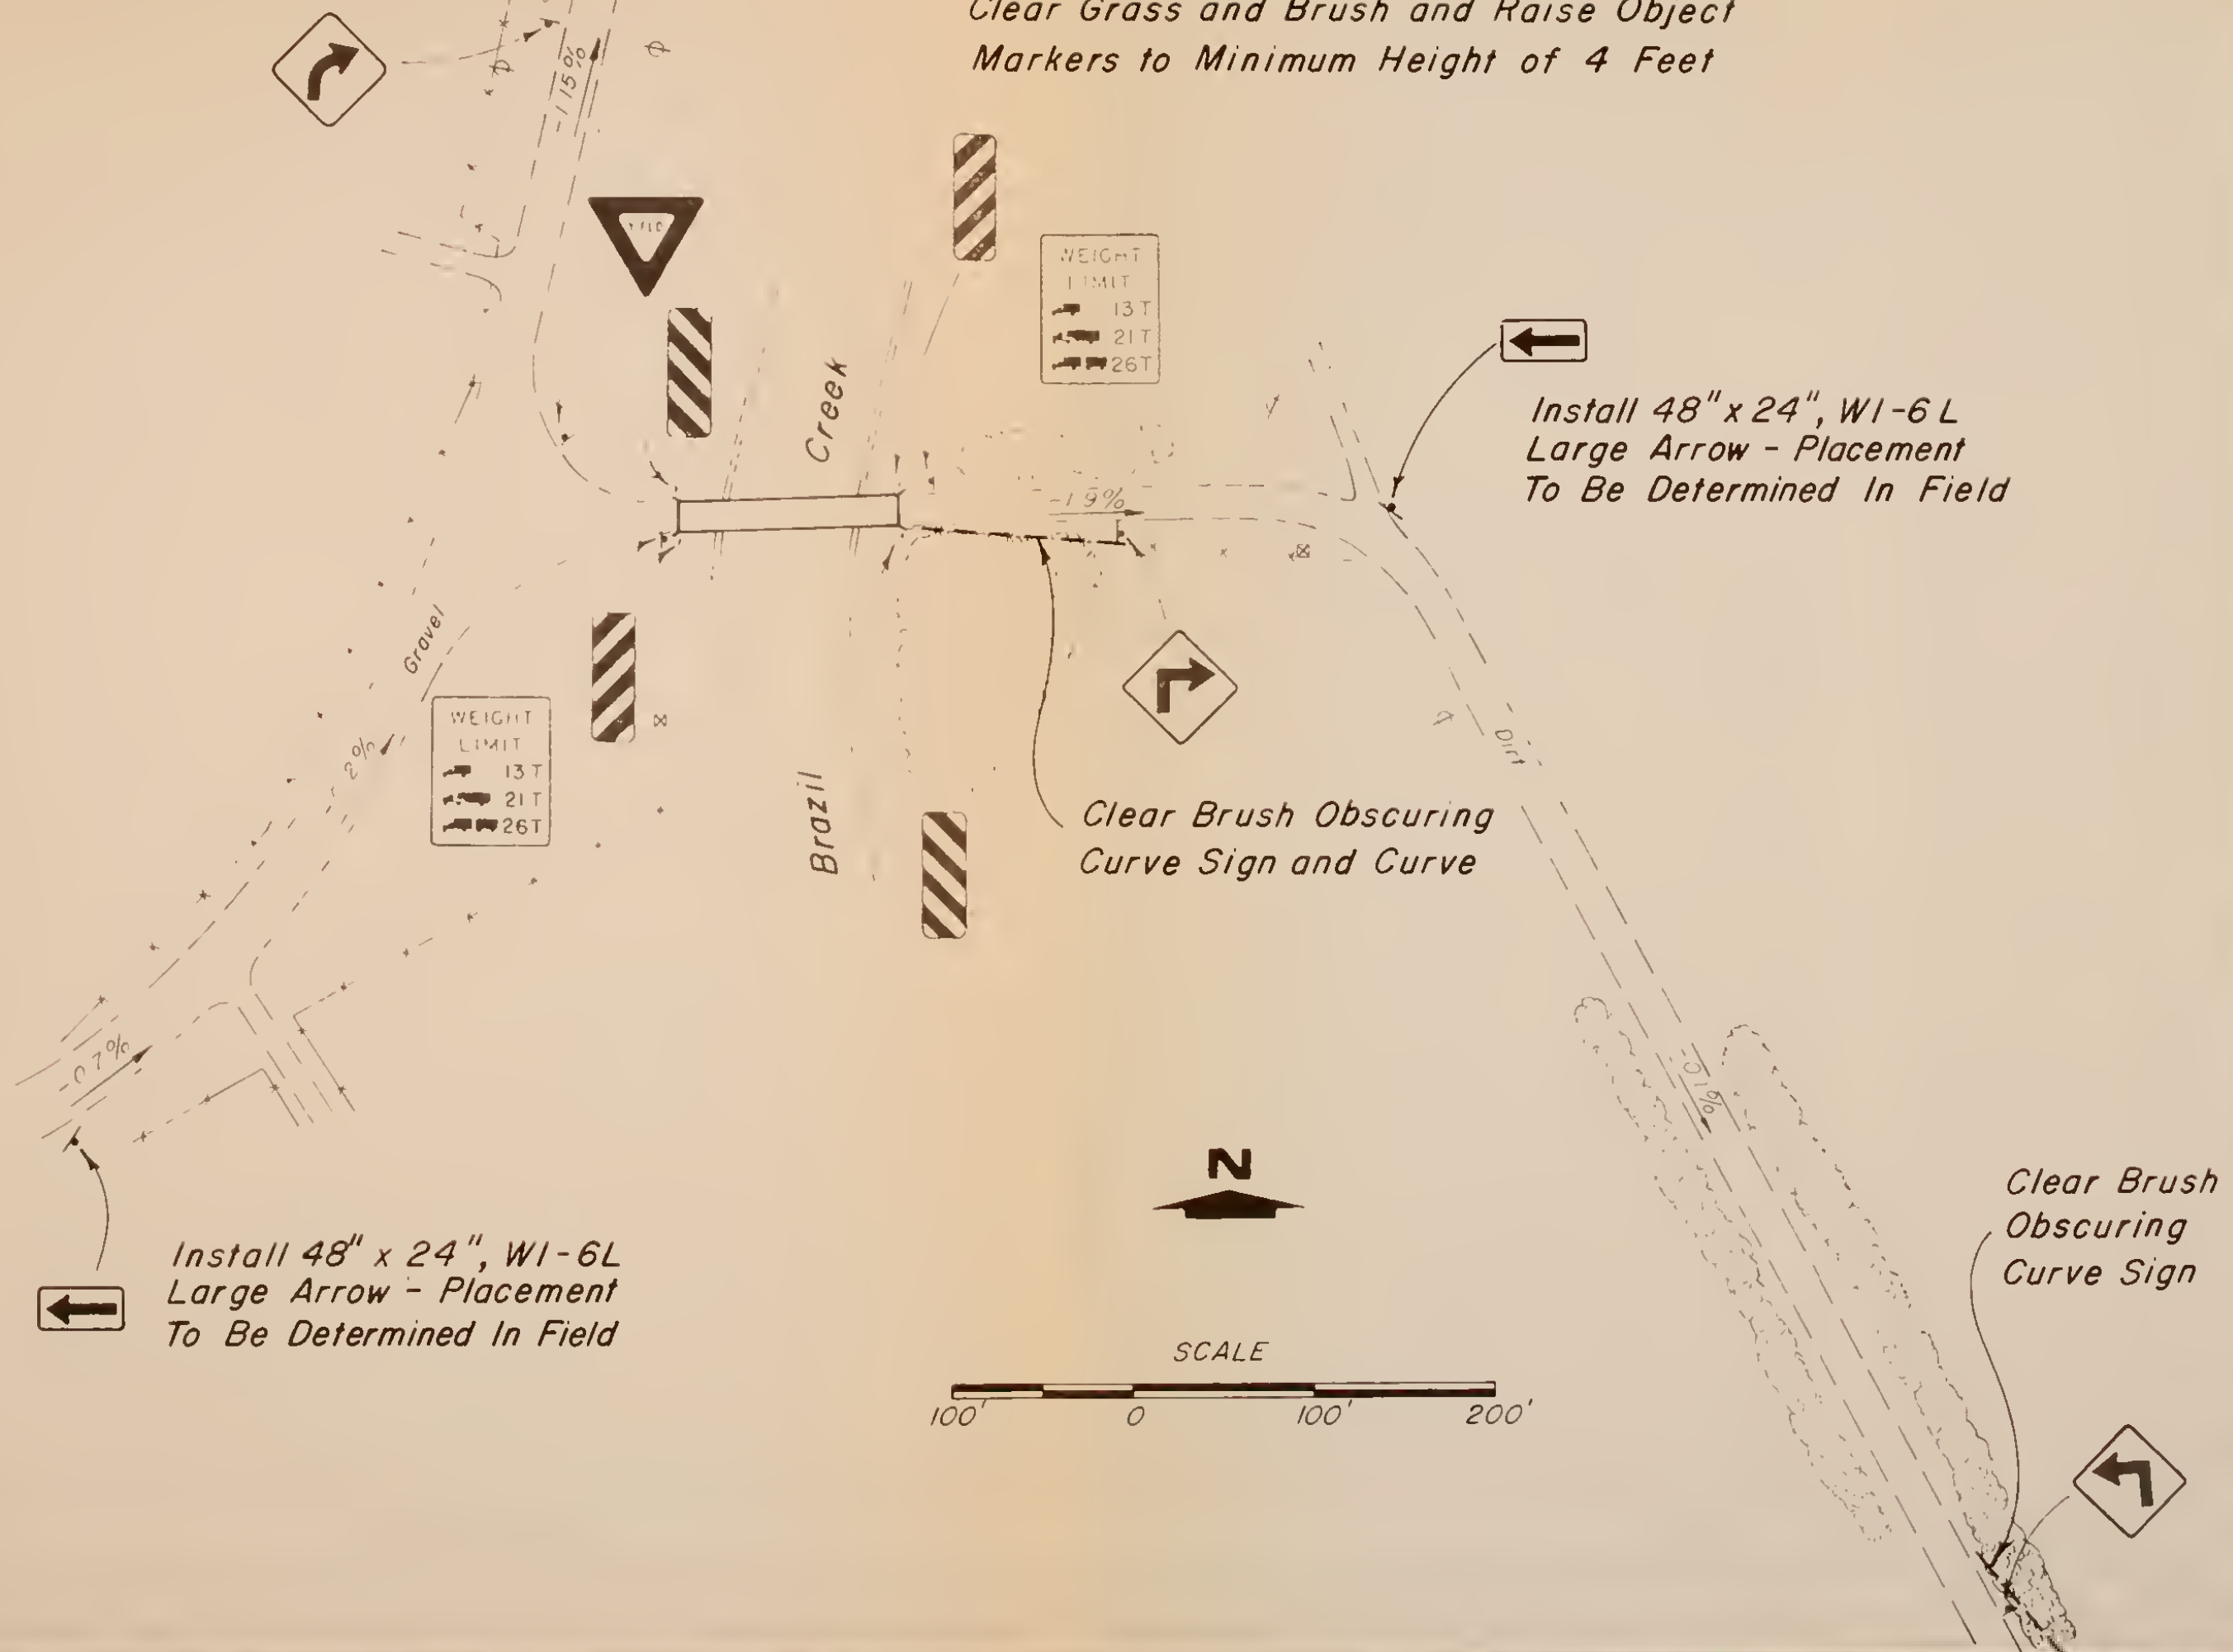 Clear Grass and Brush and Raise Object
Markers to Minimum Height of 4 Feet
-1.15%
YIELD
WEIGHT
LIMIT
13T
21T
26T
Creek
-1.9%
Install 48" x 24", W1-6L
Large Arrow - Placement
To Be Determined In Field
Gravel
2%
WEIGHT
LIMIT
13T
21T
26T
Dirt
Brazil
Clear Brush Obscuring
Curve Sign and Curve
-0.7%
N
Clear Brush
Obscuring
Curve Sign
Install 48" x 24", W1-6L
Large Arrow - Placement
To Be Determined In Field
SCALE
100' 0 100' 200'